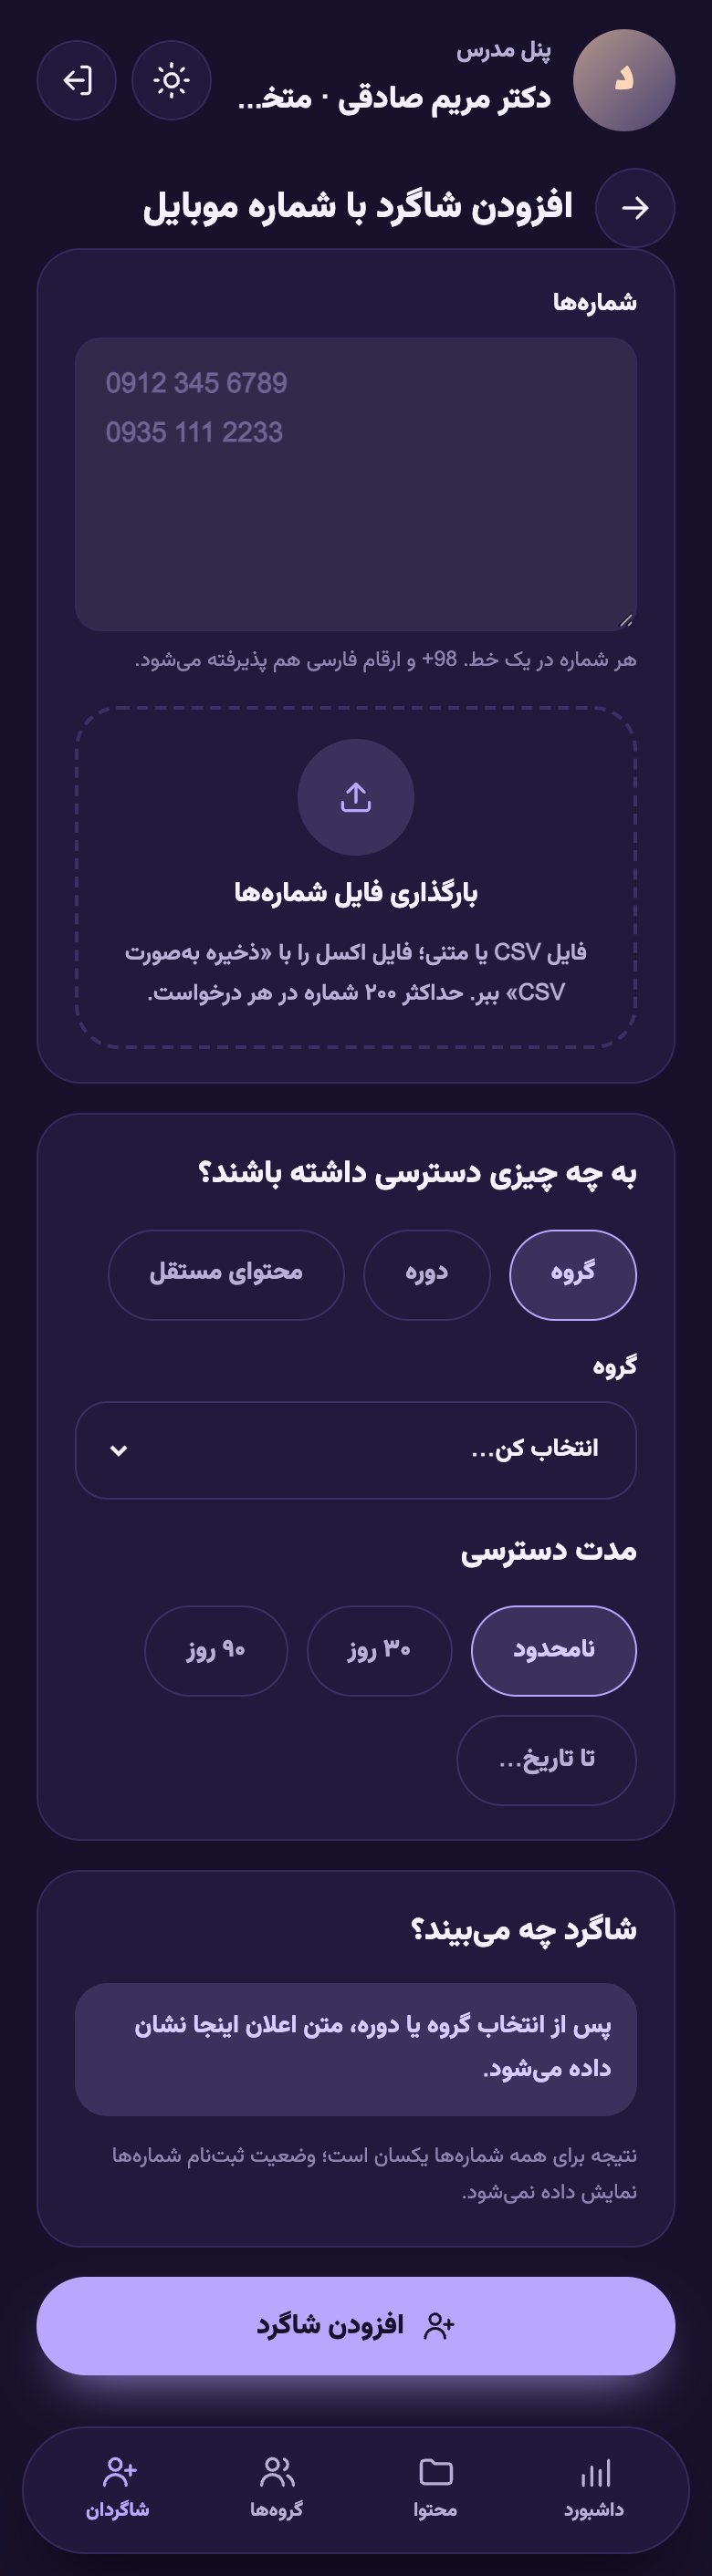 پنل مدرس
دکتر مریم صادقی · متخـ...
د
افزودن شاگرد با شماره موبایل
شماره‌ها
0912 345 6789
0935 111 2233
هر شماره در یک خط. 98+ و ارقام فارسی هم پذیرفته می‌شود.
بارگذاری فایل شماره‌ها
فایل CSV یا متنی؛ فایل اکسل را با «ذخیره به‌صورت
CSV» ببر. حداکثر ۲۰۰ شماره در هر درخواست.
به چه چیزی دسترسی داشته باشند؟
گروه دوره محتوای مستقل
گروه
انتخاب کن...
مدت دسترسی
نامحدود ۳۰ روز ۹۰ روز
تا تاریخ...
شاگرد چه می‌بیند؟
پس از انتخاب گروه یا دوره، متن اعلان اینجا نشان
داده می‌شود.
نتیجه برای همه شماره‌ها یکسان است؛ وضعیت ثبت‌نام شماره‌ها
نمایش داده نمی‌شود.
افزودن شاگرد
داشبورد محتوا گروه‌ها شاگردان